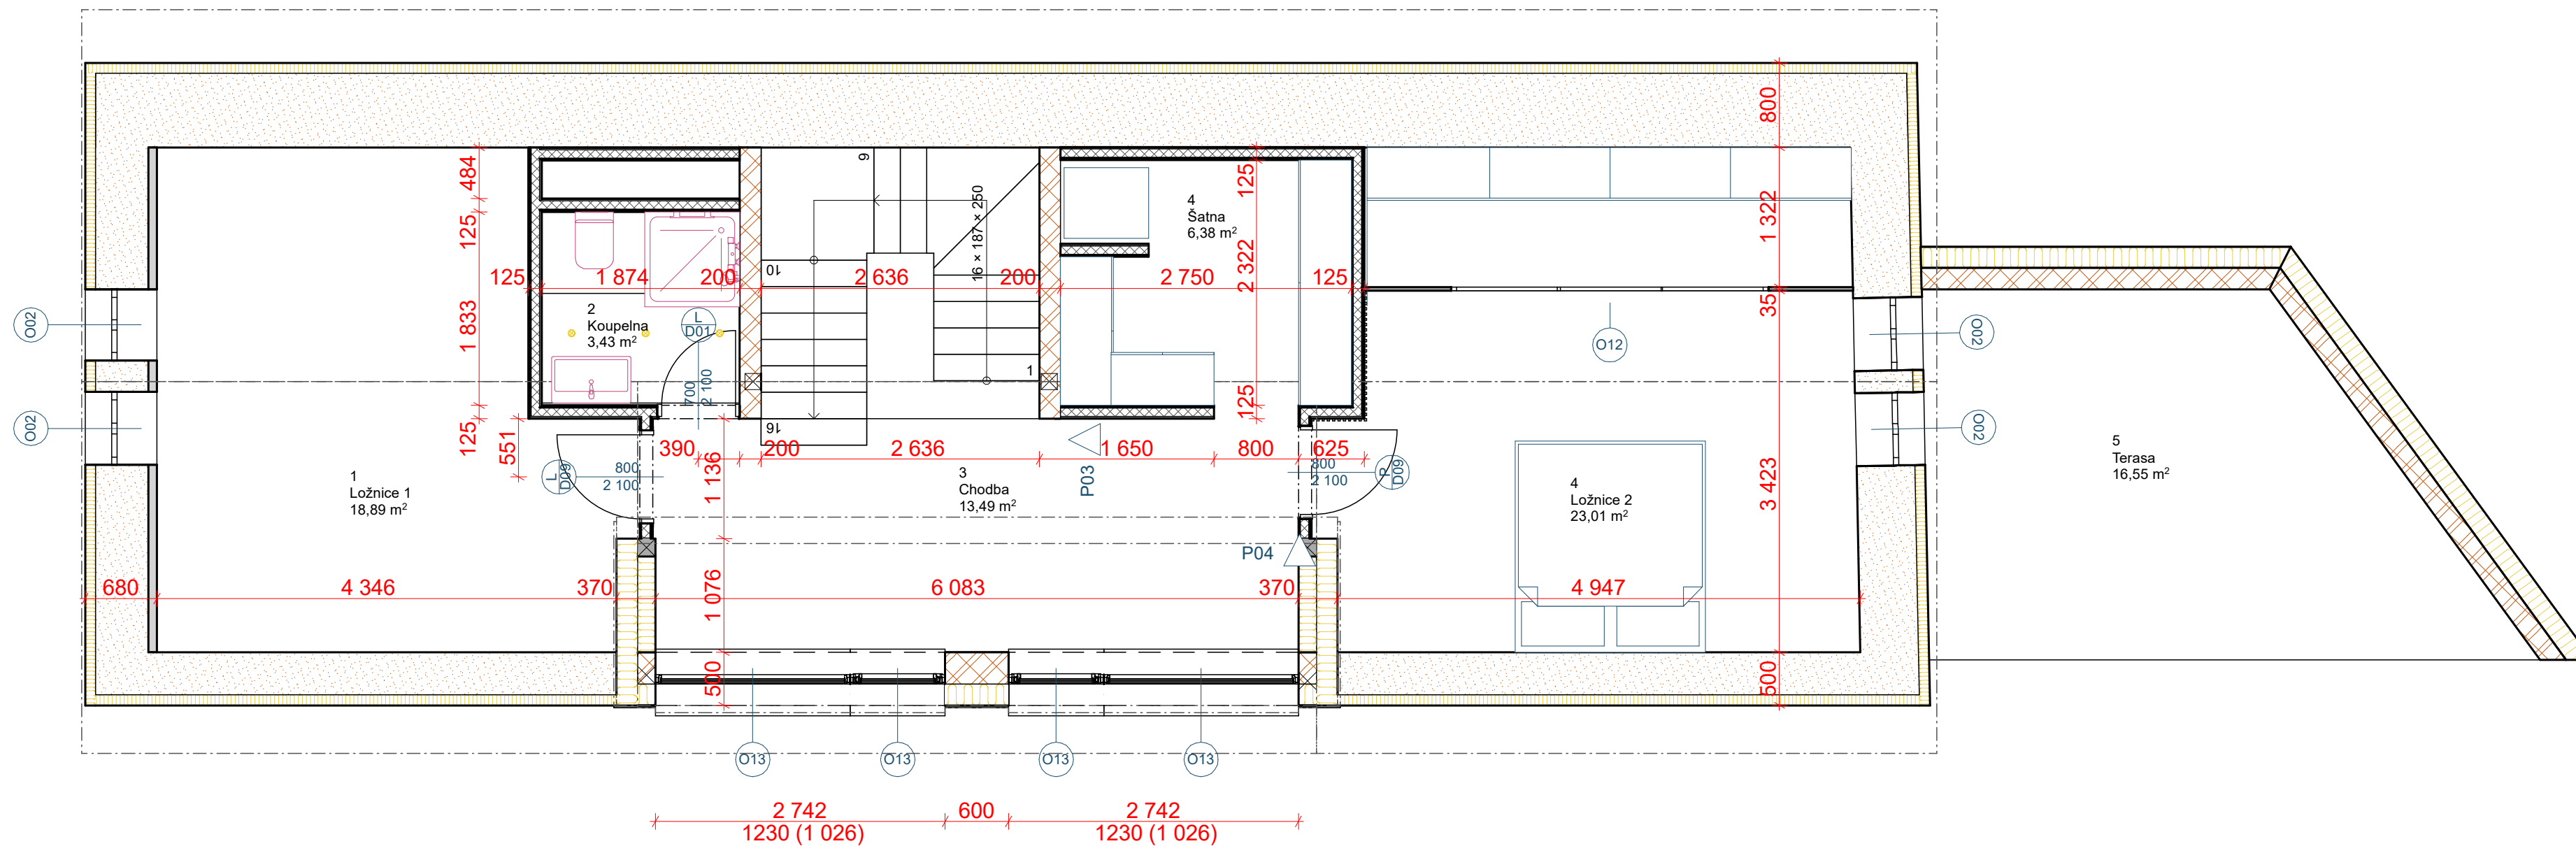 800
484
125
1 833
125
551
125
1 874
200
2 636
200
2 750
125
9
10
16 × 187 × 250
1
16
4
Šatna
6,38 m²
125
2 322
125
1 322
35
3 423
500
2
Koupelna
3,43 m²
L
D01
700
2 100
O02
O02
O12
O02
O02
390
200
2 636
1 650
800
625
1 136
1 076
500
L
D09
800
2 100
P03
P04
800
2 100
P
D09
1
Ložnice 1
18,89 m²
3
Chodba
13,49 m²
4
Ložnice 2
23,01 m²
5
Terasa
16,55 m²
680
4 346
370
6 083
370
4 947
O13
O13
O13
O13
2 742
600
2 742
1230 (1 026)
1230 (1 026)